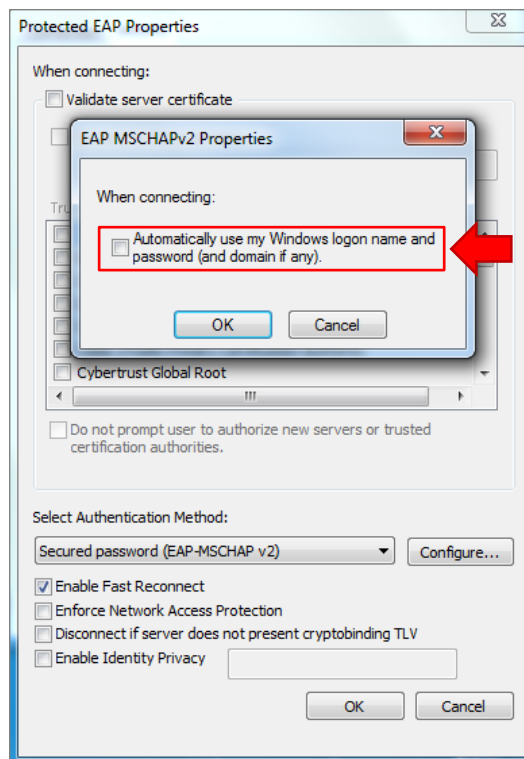 Protected EAP Properties
When connecting:
Validate server certificate
EAP MSCHAPv2 Properties
When connecting:
Automatically use my Windows logon name and
password (and domain if any).
OK
Cancel
Cybertrust Global Root
Do not prompt user to authorize new servers or trusted
certification authorities.
Select Authentication Method:
Secured password (EAP-MSCHAP v2)
Configure...
Enable Fast Reconnect
Enforce Network Access Protection
Disconnect if server does not present cryptobinding TLV
Enable Identity Privacy
OK
Cancel